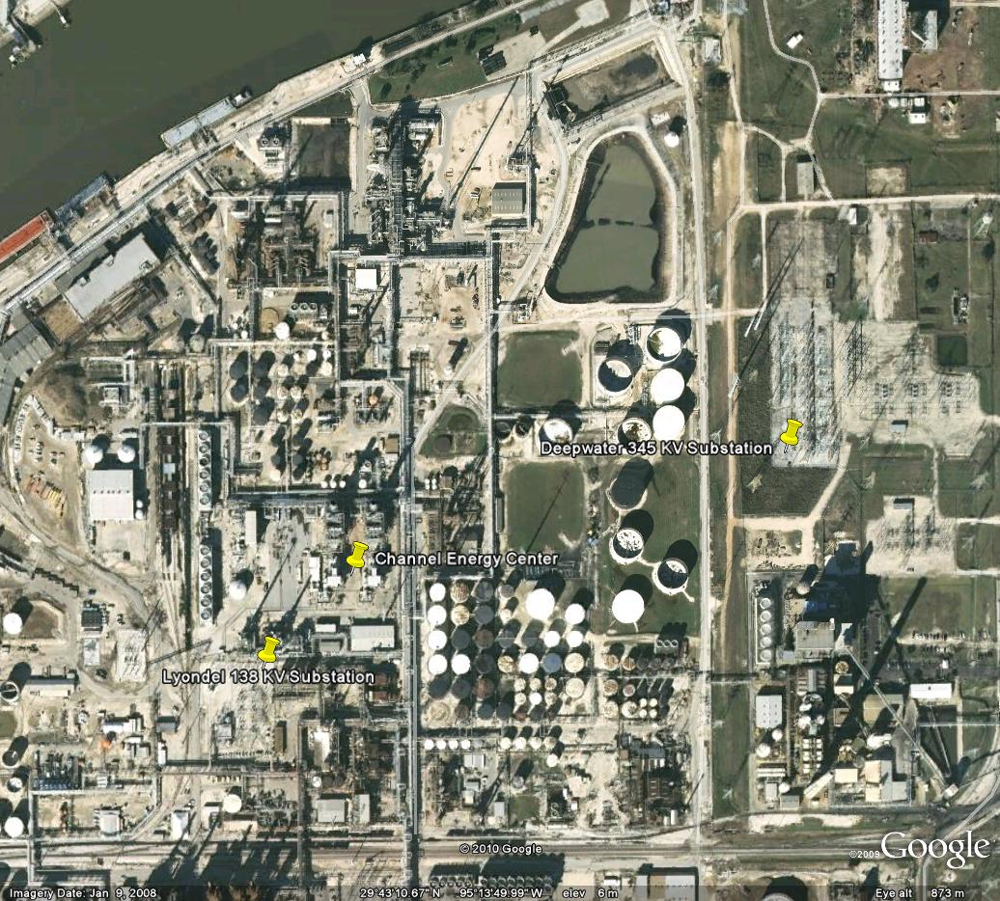 Deepwater 345 KV Substation
Channel Energy Center
Lyondel 138 KV Substation
© 2010 Google
©2009 Google
Imagery Date: Jan 9, 2008 29°43'10.67" N 95°13'49.99" W elev 6 m Eye alt 873 m